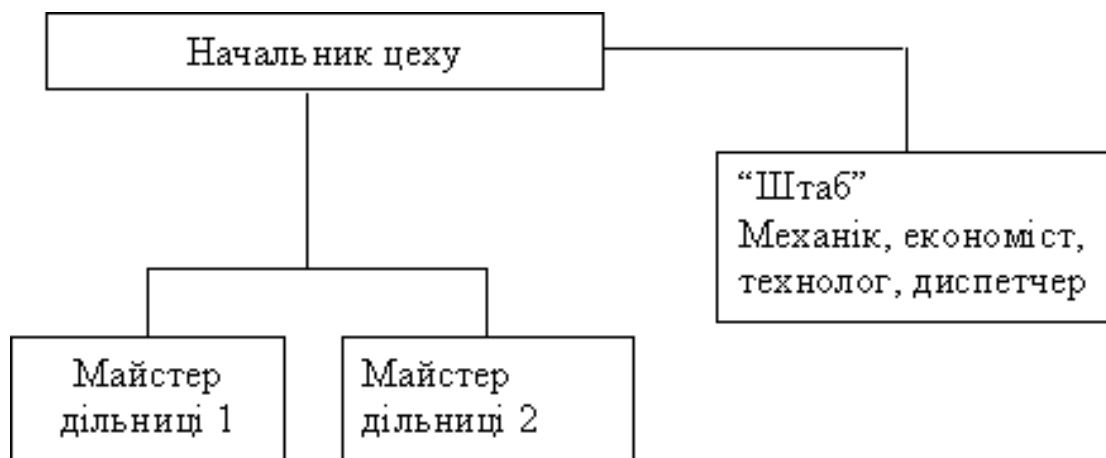 Начальник цеху
“Штаб”
Механік, економіст,
технолог, диспетчер
Майстер
дільниці 1
Майстер
дільниці 2